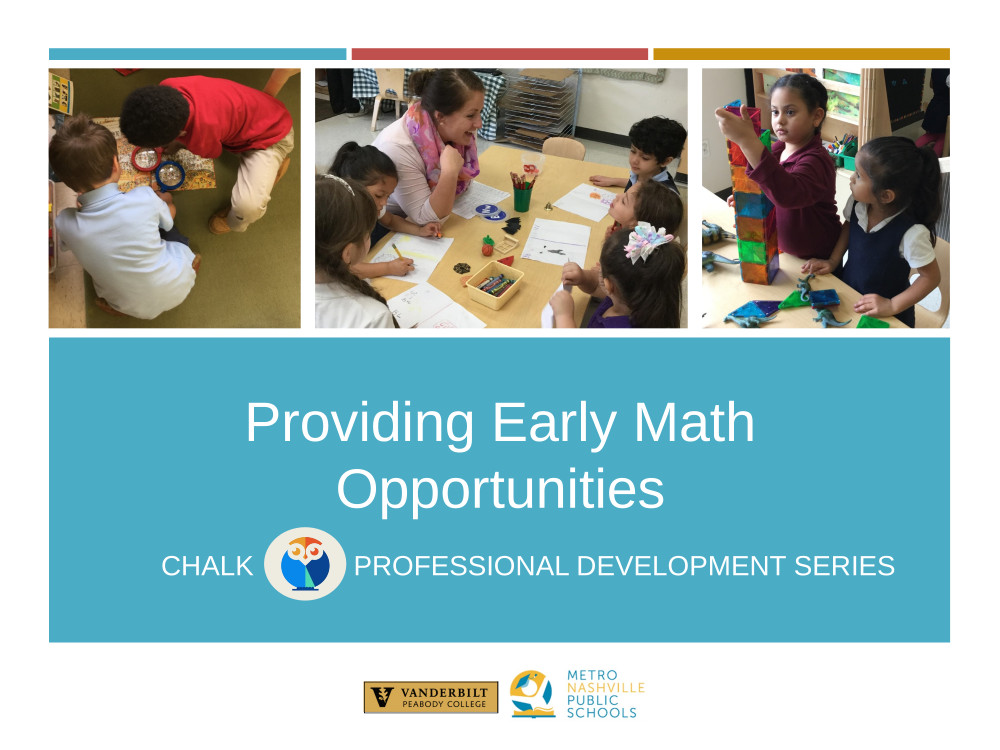 Providing Early Math
Opportunities
CHALK PROFESSIONAL DEVELOPMENT SERIES
VANDERBILT
PEABODY COLLEGE
METRO
NASHVILLE
PUBLIC
SCHOOLS